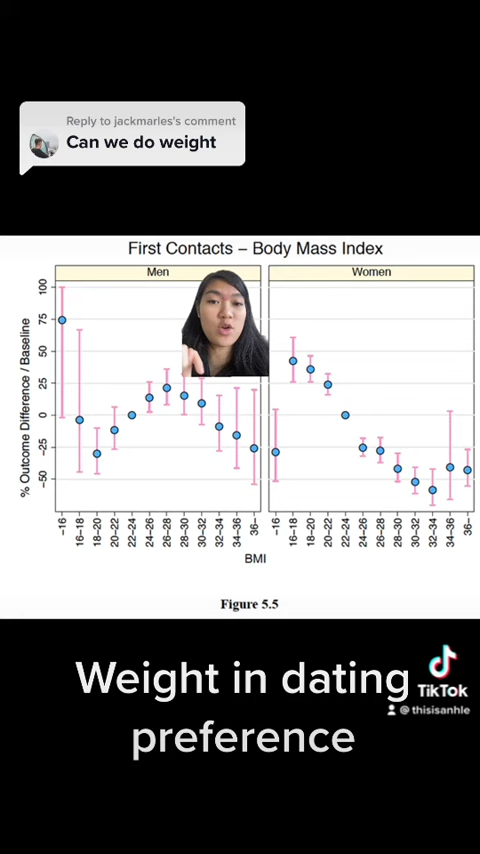 Reply to jackmarles's comment
Can we do weight
First Contacts – Body Mass Index
Men
Women
% Outcome Difference / Baseline
100
75
50
25
0
−25
−50
−16
16−18
18−20
20−22
22−24
24−26
26−28
28−30
30−32
32−34
34−36
36−
−16
16−18
18−20
20−22
22−24
24−26
26−28
28−30
30−32
32−34
34−36
36−
BMI
Figure 5.5
Weight in dating
preference
TikTok
@thisisanhle